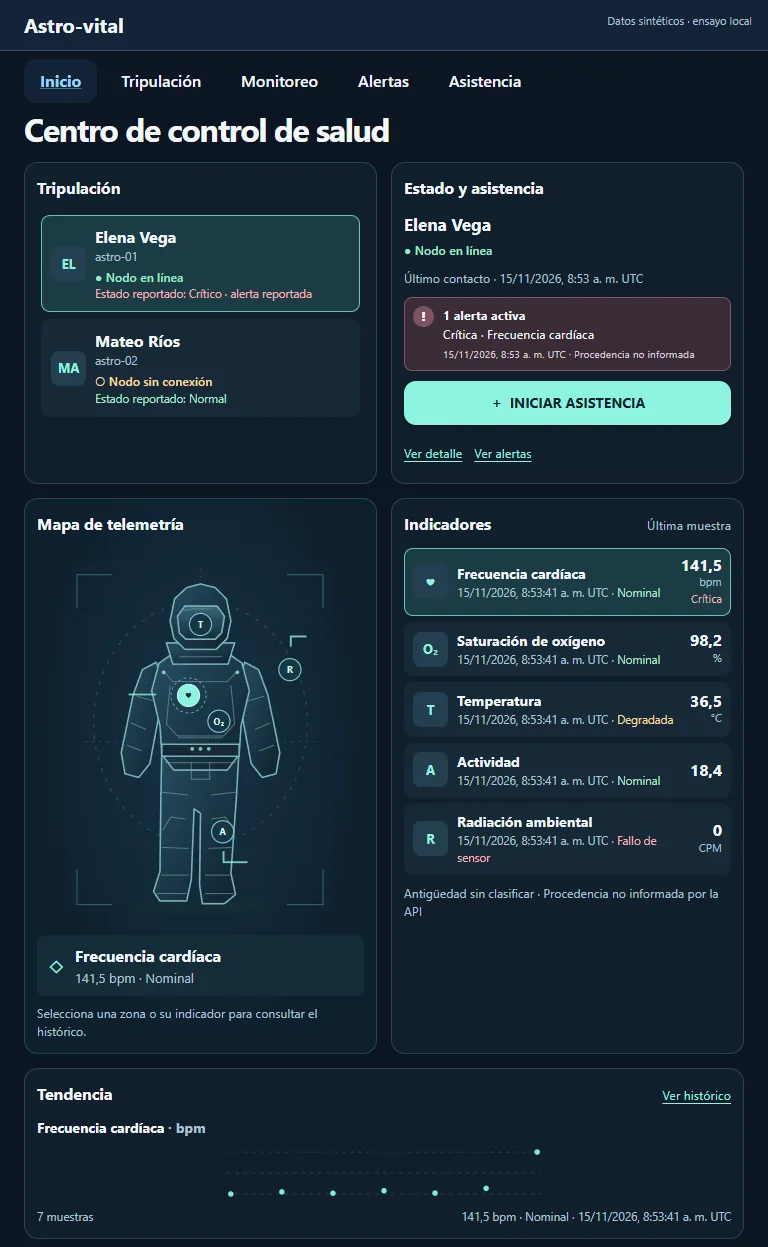 Astro-vital
Datos sintéticos · ensayo local
Inicio
Tripulación
Monitoreo
Alertas
Asistencia
Centro de control de salud
Tripulación
EL
Elena Vega
astro-01
● Nodo en línea
Estado reportado: Crítico · alerta reportada
MA
Mateo Ríos
astro-02
○ Nodo sin conexión
Estado reportado: Normal
Estado y asistencia
Elena Vega
● Nodo en línea
Último contacto · 15/11/2026, 8:53 a. m. UTC
!
1 alerta activa
Crítica · Frecuencia cardíaca
15/11/2026, 8:53 a. m. UTC · Procedencia no informada
+ INICIAR ASISTENCIA
Ver detalle
Ver alertas
Mapa de telemetría
T
R
♥
O₂
A
◇
Frecuencia cardíaca
141,5 bpm · Nominal
Selecciona una zona o su indicador para consultar el
histórico.
Indicadores
Última muestra
♥
Frecuencia cardíaca
15/11/2026, 8:53:41 a. m. UTC · Nominal
141,5
bpm
Crítica
O₂
Saturación de oxígeno
15/11/2026, 8:53:41 a. m. UTC · Nominal
98,2
%
T
Temperatura
15/11/2026, 8:53:41 a. m. UTC · Degradada
36,5
°C
A
Actividad
15/11/2026, 8:53:41 a. m. UTC · Nominal
18,4
R
Radiación ambiental
15/11/2026, 8:53:41 a. m. UTC · Fallo de
sensor
0
CPM
Antigüedad sin clasificar · Procedencia no informada por la
API
Tendencia
Ver histórico
Frecuencia cardíaca · bpm
7 muestras
141,5 bpm · Nominal · 15/11/2026, 8:53:41 a. m. UTC